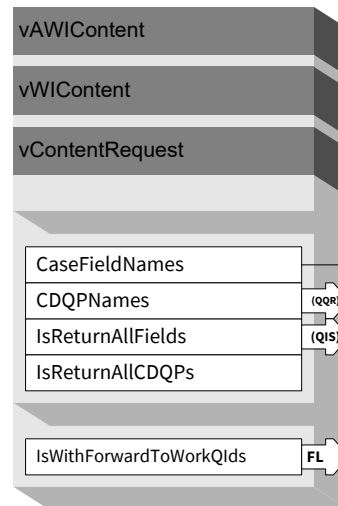 vAWIContent
vWIContent
vContentRequest
CaseFieldNames
CDQPNames (QQR)
IsReturnAllFields (QIS)
IsReturnAllCDQPs
IsWithForwardToWorkQIds FL